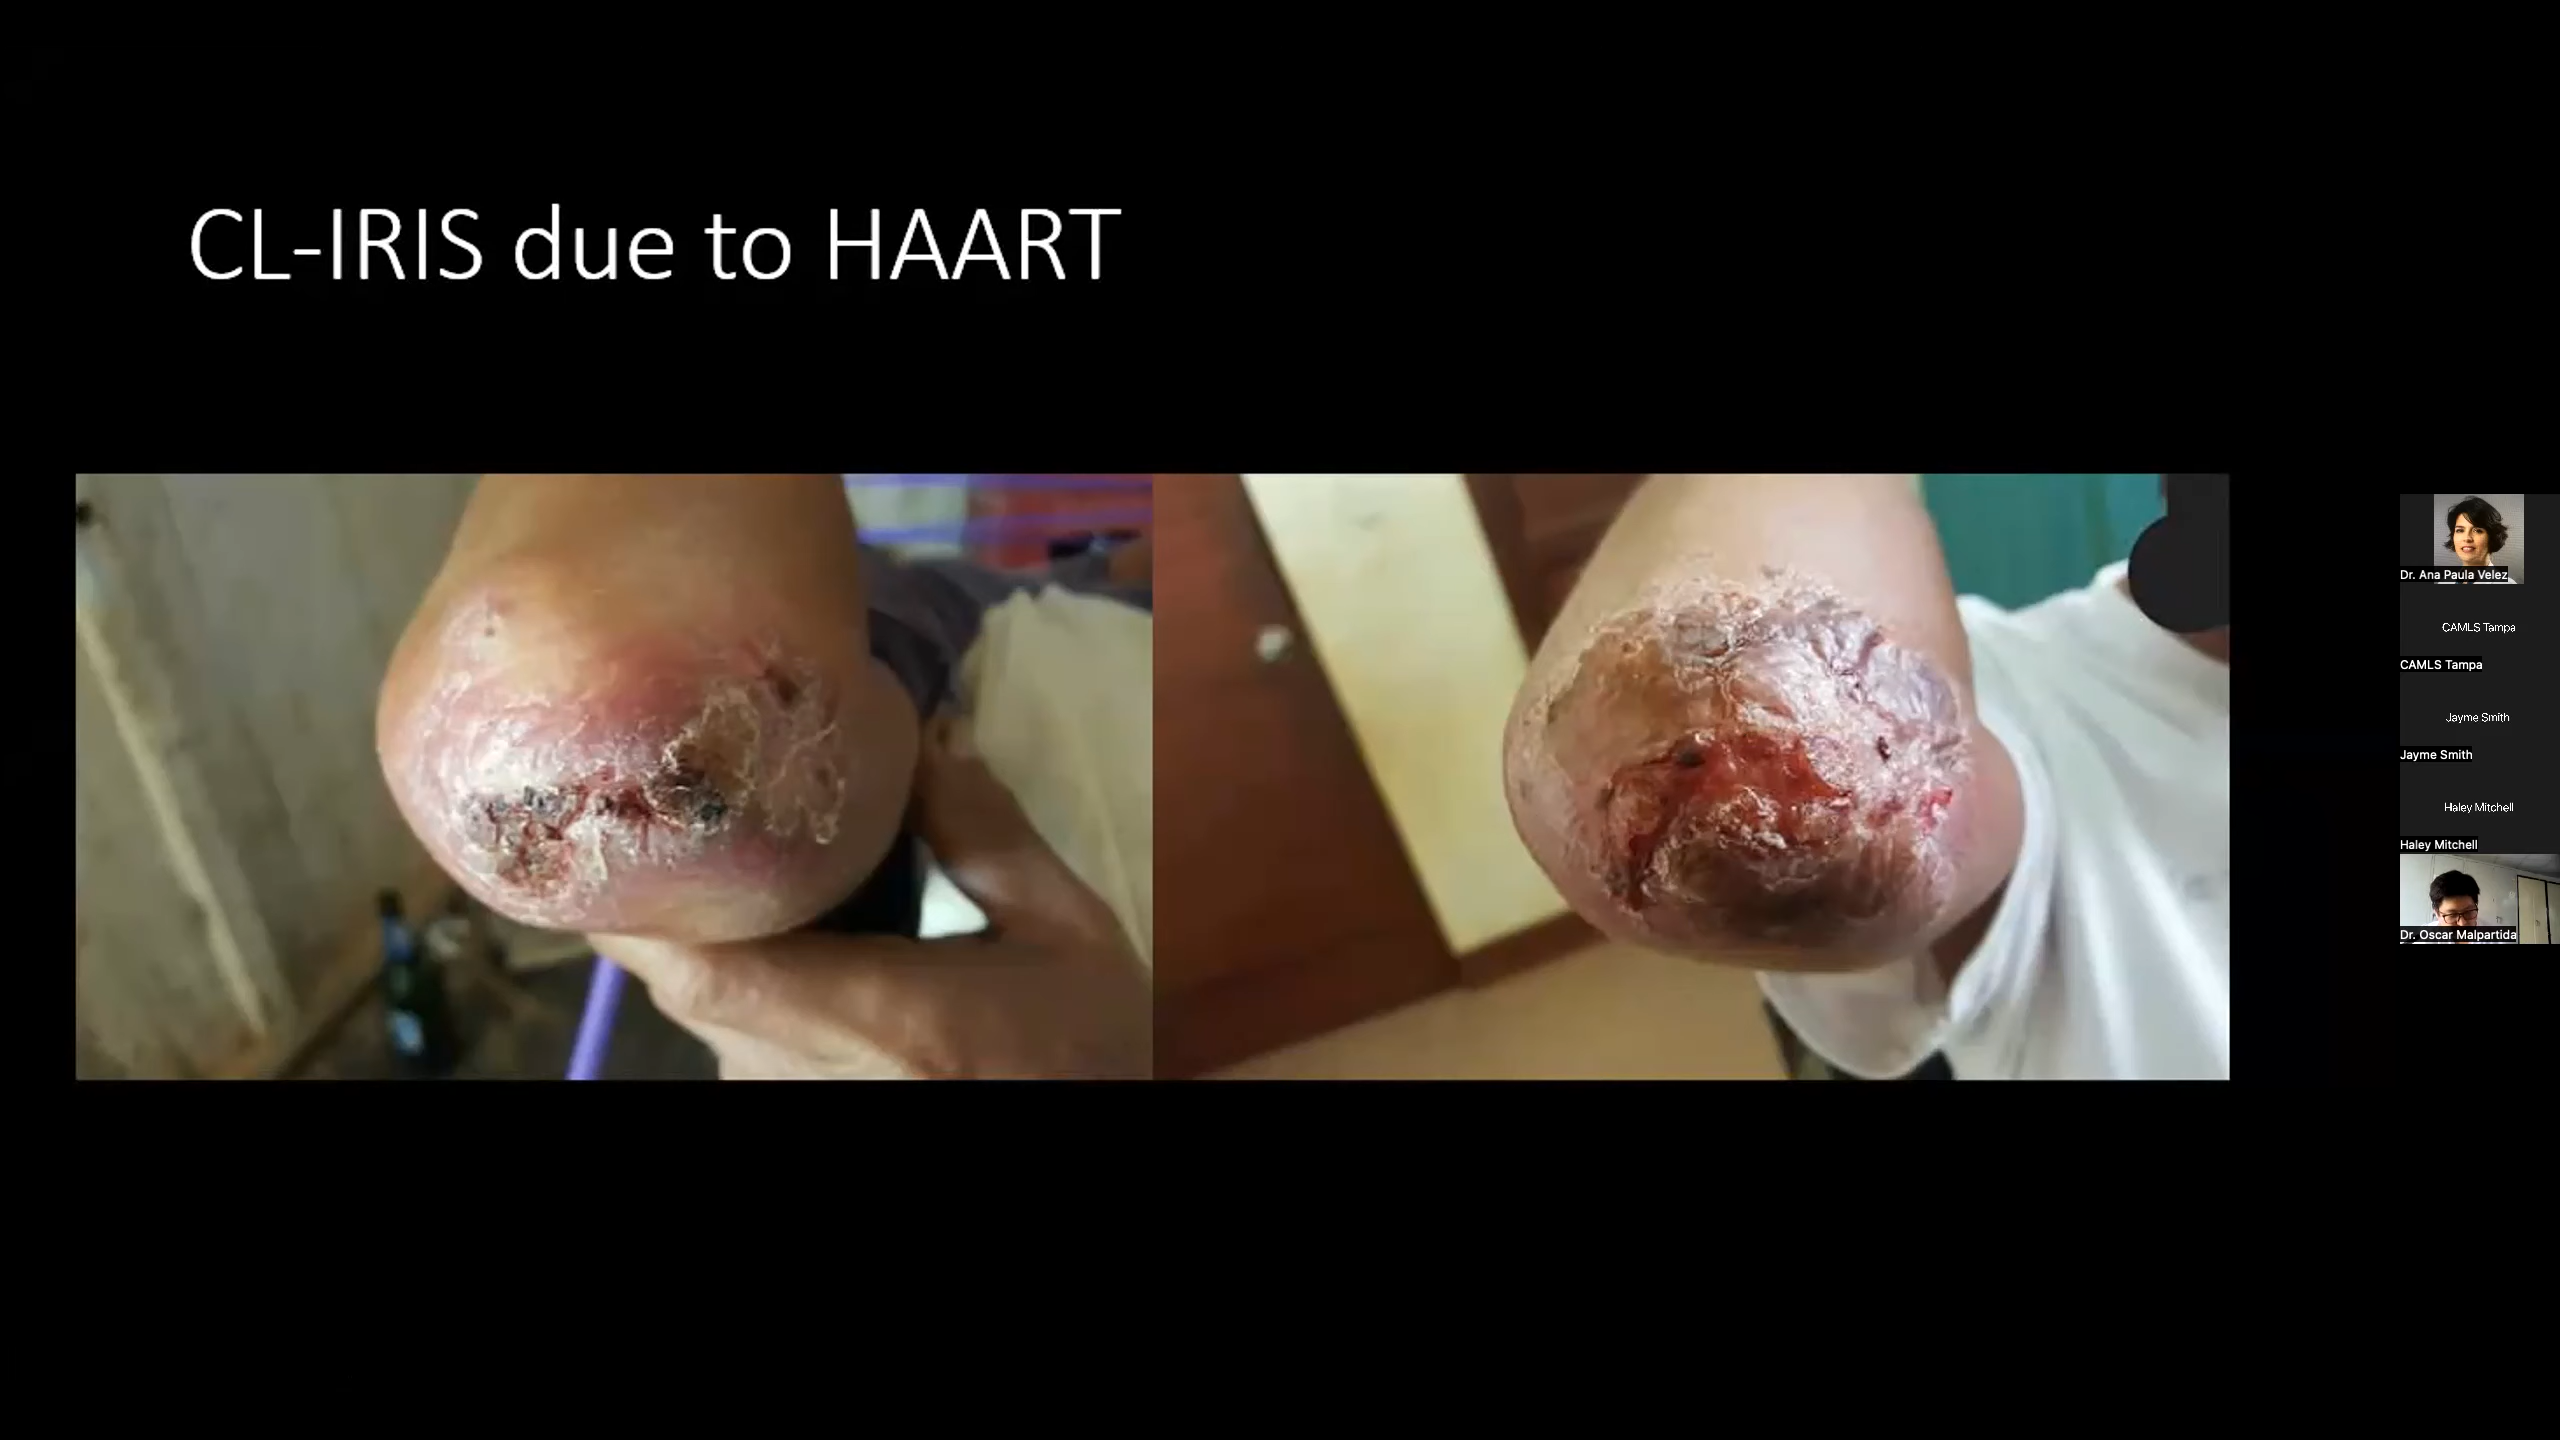 CL-IRIS due to HAART
Dr. Ana Paula Velez
CAMLS Tampa
CAMLS Tampa
Jayme Smith
Jayme Smith
Haley Mitchell
Haley Mitchell
Dr. Oscar Malpartida